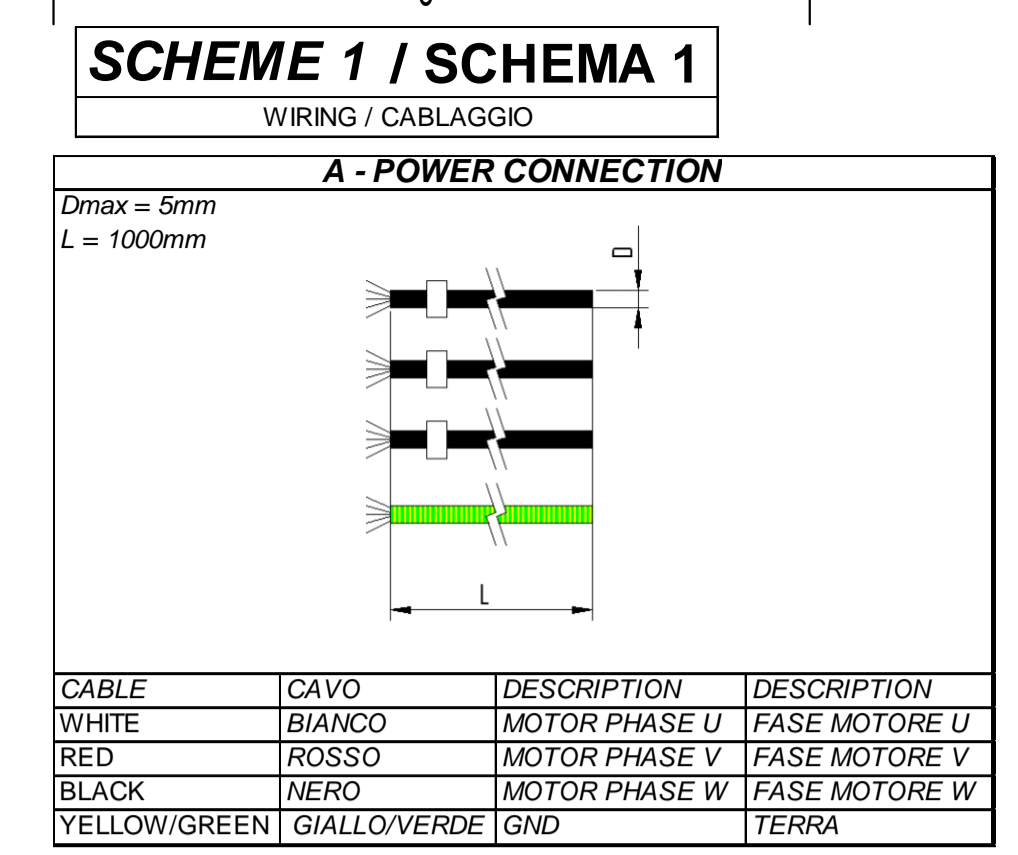 SCHEME 1 / SCHEMA 1
WIRING / CABLAGGIO
A - POWER CONNECTION
Dmax = 5mm
L = 1000mm
D
L
CABLE CAVO DESCRIPTION DESCRIPTION
WHITE BIANCO MOTOR PHASE U FASE MOTORE U
RED ROSSO MOTOR PHASE V FASE MOTORE V
BLACK NERO MOTOR PHASE W FASE MOTORE W
YELLOW/GREEN GIALLO/VERDE GND TERRA